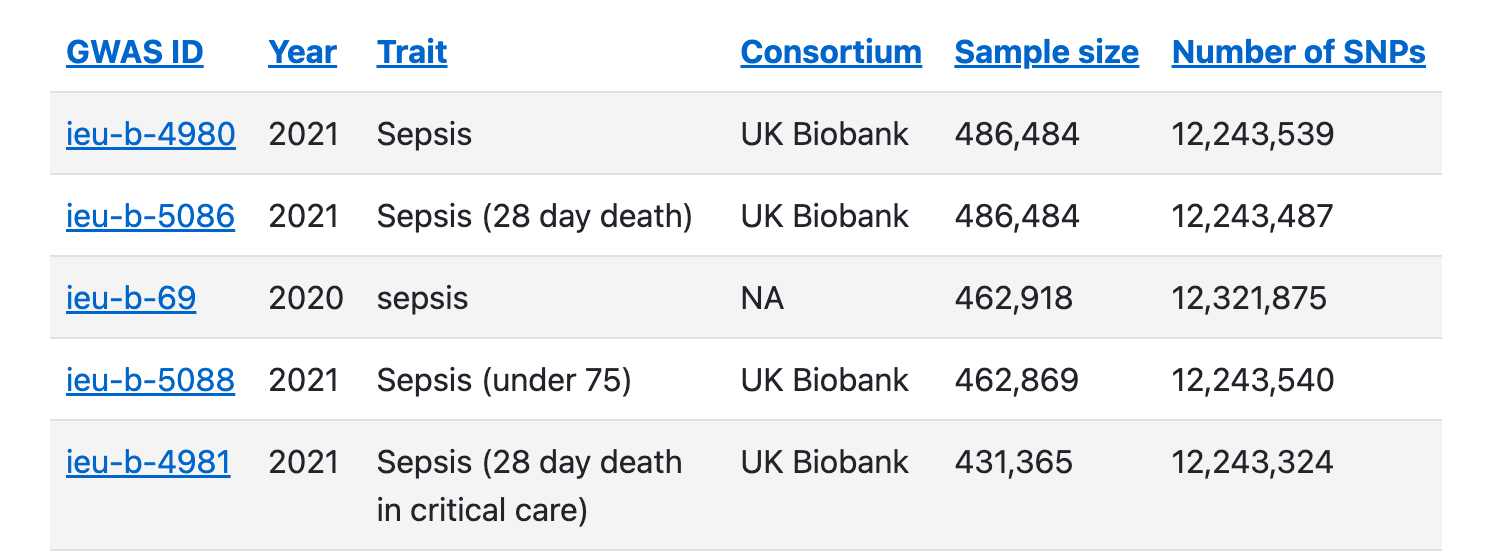 GWAS ID Year Trait Consortium Sample size Number of SNPs
ieu-b-4980 2021 Sepsis UK Biobank 486,484 12,243,539
ieu-b-5086 2021 Sepsis (28 day death) UK Biobank 486,484 12,243,487
ieu-b-69 2020 sepsis NA 462,918 12,321,875
ieu-b-5088 2021 Sepsis (under 75) UK Biobank 462,869 12,243,540
ieu-b-4981 2021 Sepsis (28 day death UK Biobank 431,365 12,243,324
in critical care)